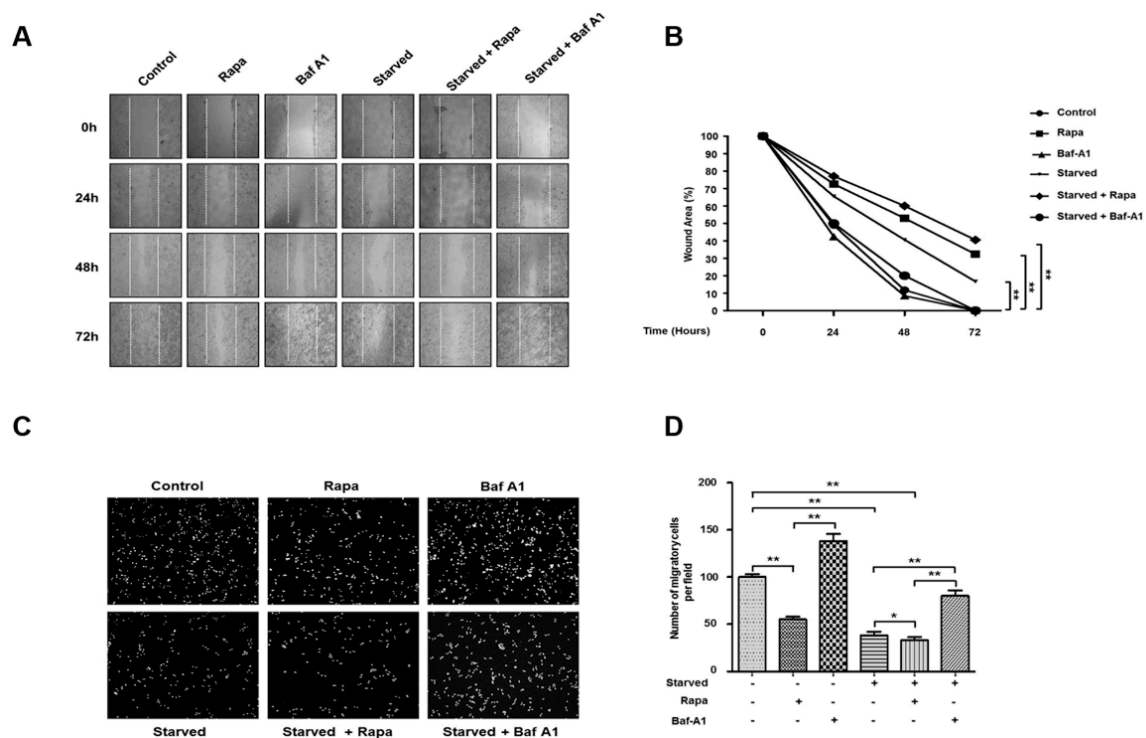 A
Control
Rapa
Baf A1
Starved
Starved + Rapa
Starved + Baf A1
0h
24h
48h
72h
B
Wound Area (%)
100
90
80
70
60
50
40
30
20
10
0
Time (Hours)
0
24
48
72
**
**
**
Control
Rapa
Baf-A1
Starved
Starved + Rapa
Starved + Baf-A1
C
Control
Rapa
Baf A1
Starved
Starved + Rapa
Starved + Baf A1
D
Number of migratory cells
per field
200
150
100
50
0
**
**
**
**
**
**
*
Starved - - - + + +
Rapa - + - - + -
Baf-A1 - - + - - +